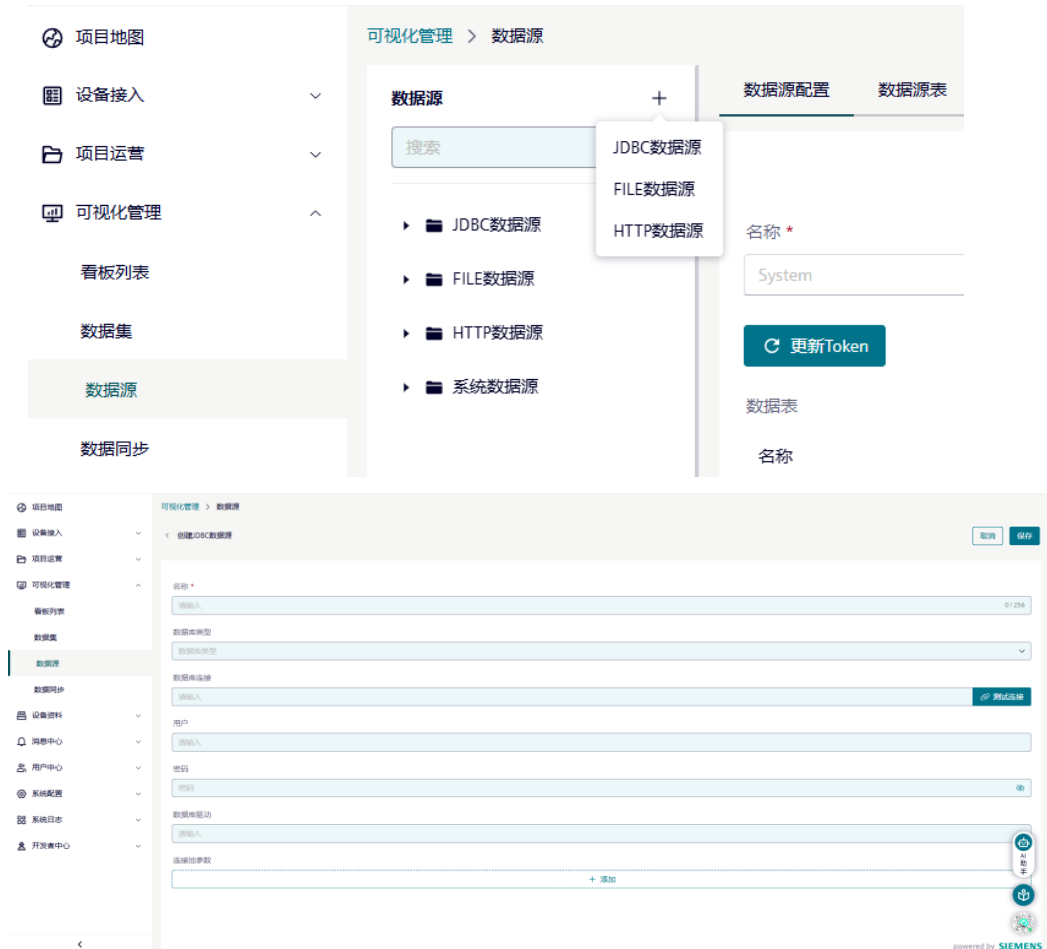 项目地图
设备接入
项目运营
可视化管理
看板列表
数据集
数据源
数据同步
可视化管理 > 数据源
数据源 +
搜索
JDBC数据源
FILE数据源
HTTP数据源
JDBC数据源
FILE数据源
HTTP数据源
系统数据源
数据源配置 数据源表
名称 *
System
更新Token
数据表
名称
项目地图
设备接入
项目运营
可视化管理
看板列表
数据集
数据源
数据同步
设备资料
消息中心
用户中心
系统配置
系统日志
开发者中心
可视化管理 > 数据源
< 创建JDBC数据源
取消 保存
名称 *
请输入 0 / 256
数据库类型
数据库类型
数据库连接
请输入 测试连接
用户
请输入
密码
密码
数据库驱动
请输入
连接池参数
+ 添加
AI
助
手
powered by SIEMENS